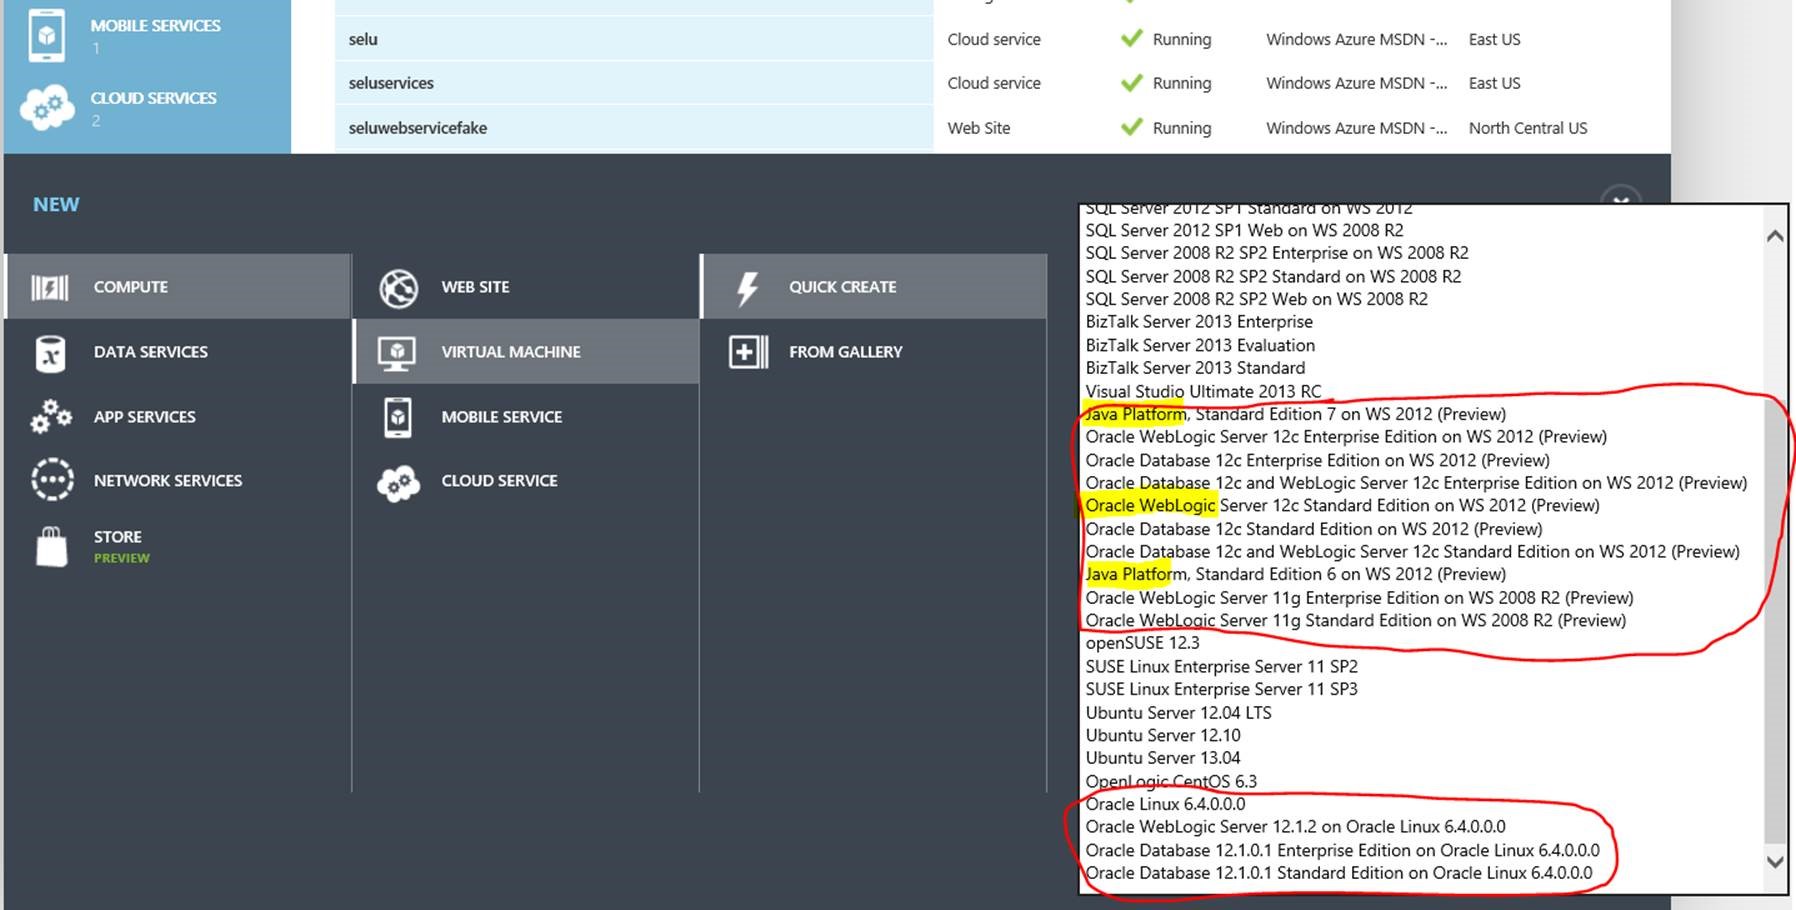 MOBILE SERVICES
1
CLOUD SERVICES
2
selu Cloud service Running Windows Azure MSDN -... East US
seluservices Cloud service Running Windows Azure MSDN -... East US
seluwebservicefake Web Site Running Windows Azure MSDN -... North Central US
NEW
COMPUTE
DATA SERVICES
APP SERVICES
NETWORK SERVICES
STORE
PREVIEW
WEB SITE
VIRTUAL MACHINE
MOBILE SERVICE
CLOUD SERVICE
QUICK CREATE
FROM GALLERY
SQL Server 2012 SP1 Standard on WS 2012
SQL Server 2012 SP1 Web on WS 2008 R2
SQL Server 2008 R2 SP2 Enterprise on WS 2008 R2
SQL Server 2008 R2 SP2 Standard on WS 2008 R2
SQL Server 2008 R2 SP2 Web on WS 2008 R2
BizTalk Server 2013 Enterprise
BizTalk Server 2013 Evaluation
BizTalk Server 2013 Standard
Visual Studio Ultimate 2013 RC
Java Platform, Standard Edition 7 on WS 2012 (Preview)
Oracle WebLogic Server 12c Enterprise Edition on WS 2012 (Preview)
Oracle Database 12c Enterprise Edition on WS 2012 (Preview)
Oracle Database 12c and WebLogic Server 12c Enterprise Edition on WS 2012 (Preview)
Oracle WebLogic Server 12c Standard Edition on WS 2012 (Preview)
Oracle Database 12c Standard Edition on WS 2012 (Preview)
Oracle Database 12c and WebLogic Server 12c Standard Edition on WS 2012 (Preview)
Java Platform, Standard Edition 6 on WS 2012 (Preview)
Oracle WebLogic Server 11g Enterprise Edition on WS 2008 R2 (Preview)
Oracle WebLogic Server 11g Standard Edition on WS 2008 R2 (Preview)
openSUSE 12.3
SUSE Linux Enterprise Server 11 SP2
SUSE Linux Enterprise Server 11 SP3
Ubuntu Server 12.04 LTS
Ubuntu Server 12.10
Ubuntu Server 13.04
OpenLogic CentOS 6.3
Oracle Linux 6.4.0.0.0
Oracle WebLogic Server 12.1.2 on Oracle Linux 6.4.0.0.0
Oracle Database 12.1.0.1 Enterprise Edition on Oracle Linux 6.4.0.0.0
Oracle Database 12.1.0.1 Standard Edition on Oracle Linux 6.4.0.0.0